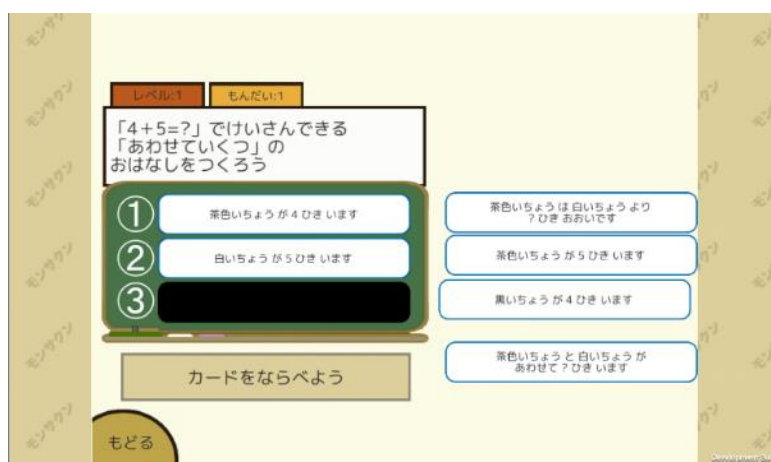 モンサクン
レベル:1
もんだい:1
「4+5=?」でけいさんできる
「あわせていくつ」の
おはなしをつくろう
① 茶色いちょう が 4 ひき います
② 白いちょう が 5 ひき います
③
茶色いちょう は 白いちょう より
? ひき おおいです
茶色いちょう が 5 ひき います
黒いちょう が 4 ひき います
茶色いちょう と 白いちょう が
あわせて ? ひき います
カードをならべよう
もどる